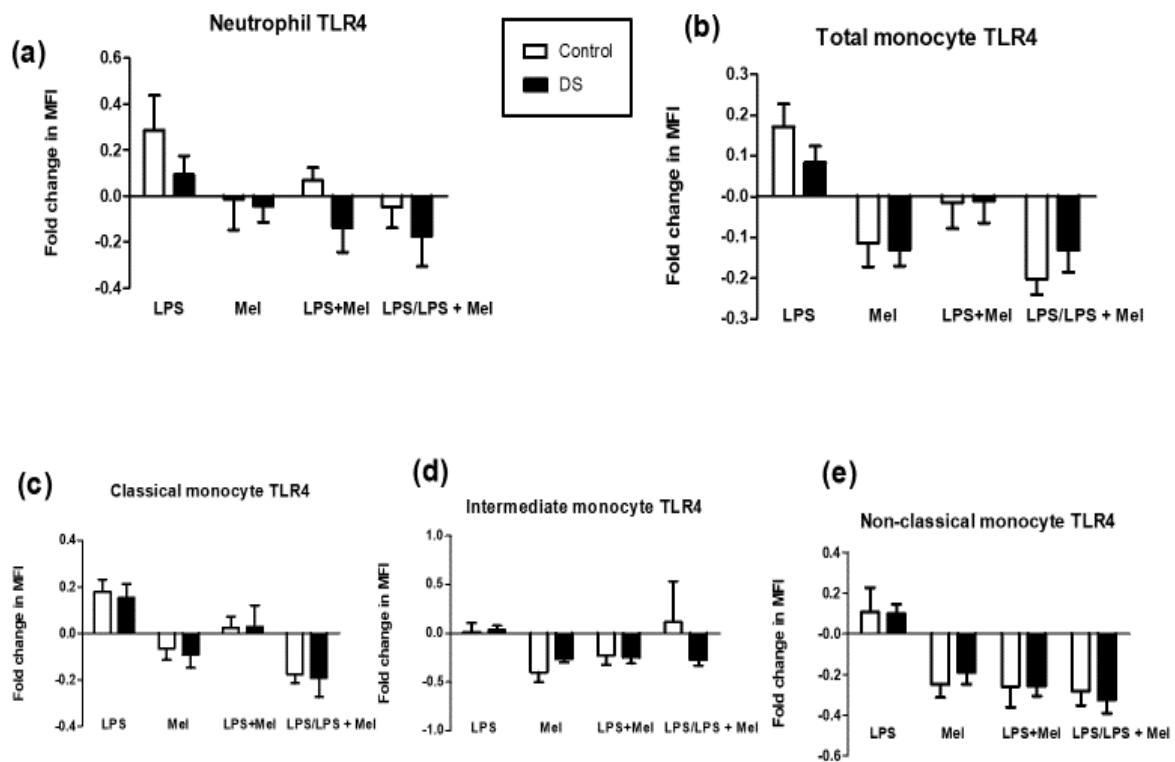 Neutrophil TLR4
(a)
Fold change in MFI
0.6
0.4
0.2
0.0
-0.2
-0.4
LPS Mel LPS+Mel LPS/LPS + Mel
Control
DS
(b)
Total monocyte TLR4
Fold change in MFI
0.3
0.2
0.1
-0.0
-0.1
-0.2
-0.3
LPS Mel LPS+Mel LPS/LPS + Mel
(c)
Classical monocyte TLR4
Fold change in MFI
0.4
0.2
0.0
-0.2
-0.4
LPS Mel LPS+Mel LPS/LPS + Mel
(d)
Intermediate monocyte TLR4
Fold change in MFI
1.0
0.5
0.0
-0.5
-1.0
LPS Mel LPS+Mel LPS/LPS + Mel
(e)
Non-classical monocyte TLR4
Fold change in MFI
0.4
0.2
-0.0
-0.2
-0.4
-0.6
LPS Mel LPS+Mel LPS/LPS + Mel